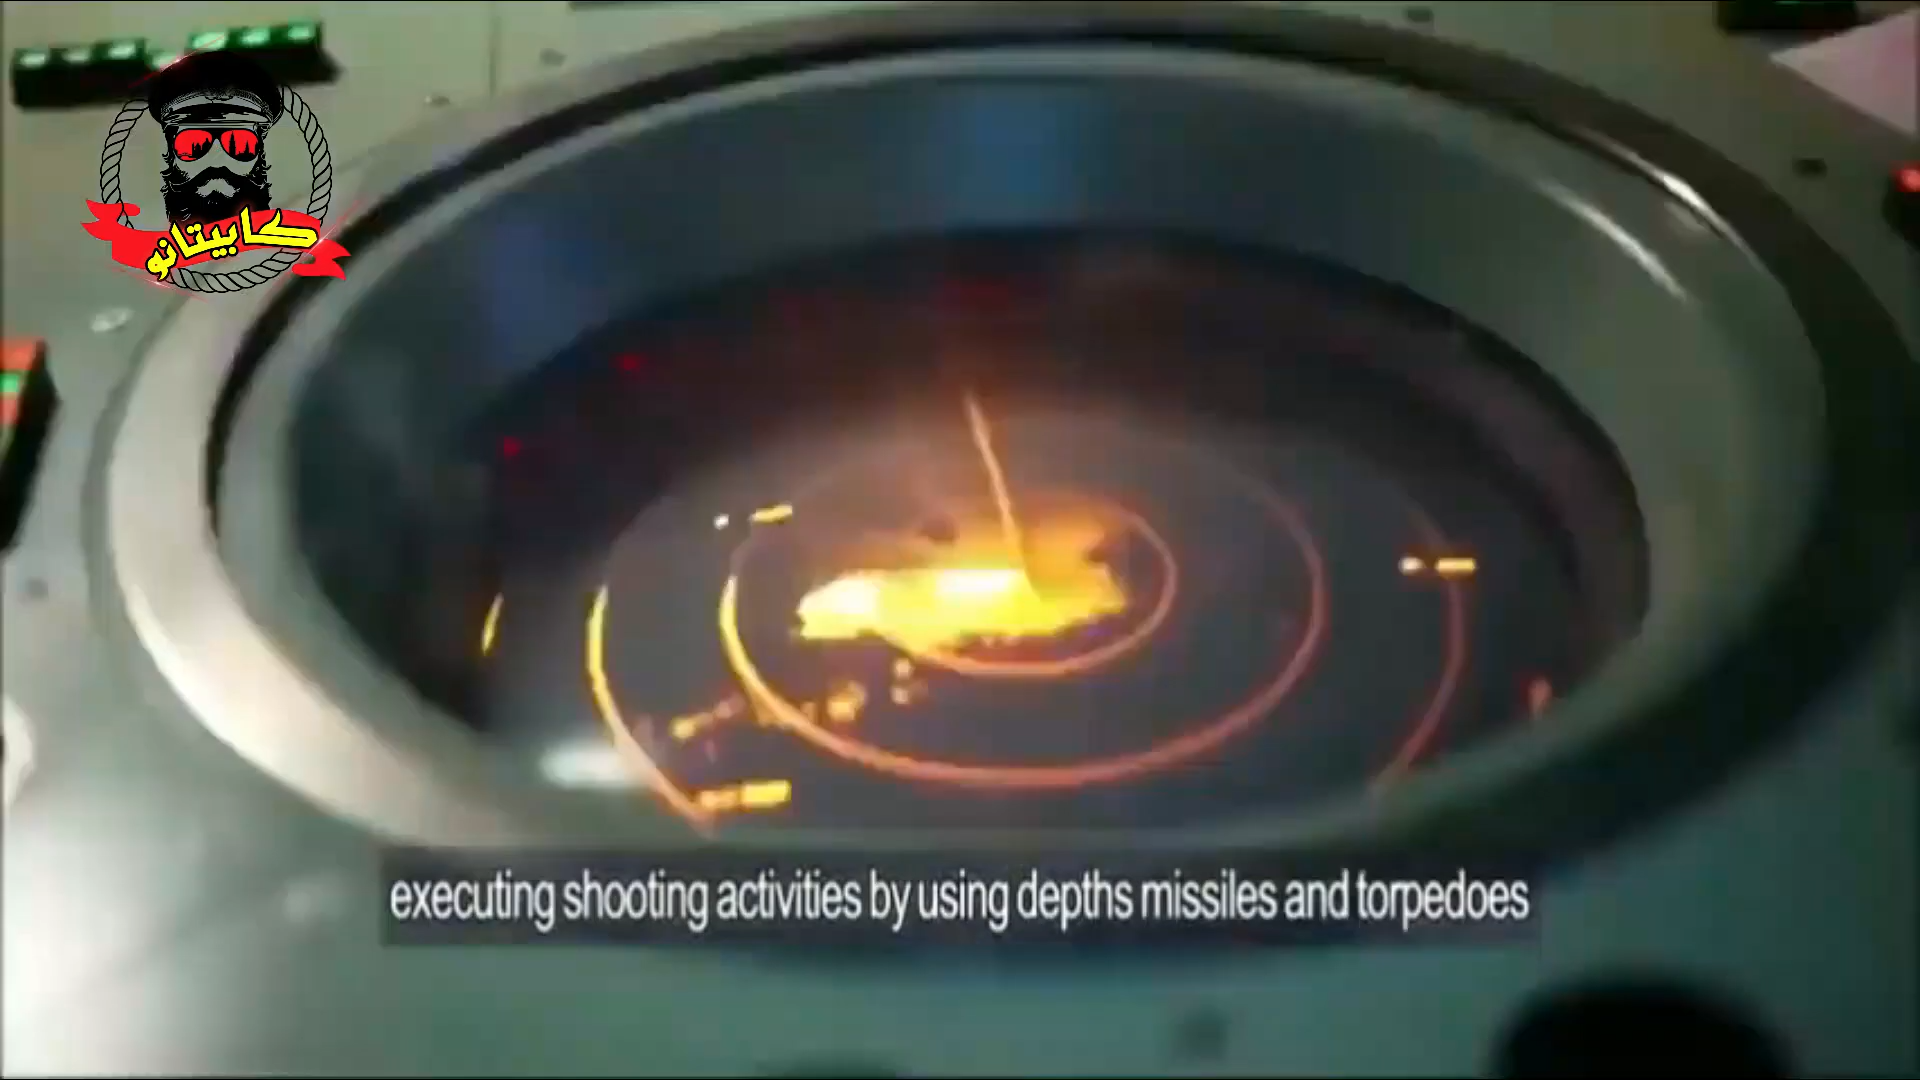 كابيتانو
executing shooting activities by using depths missiles and torpedoes